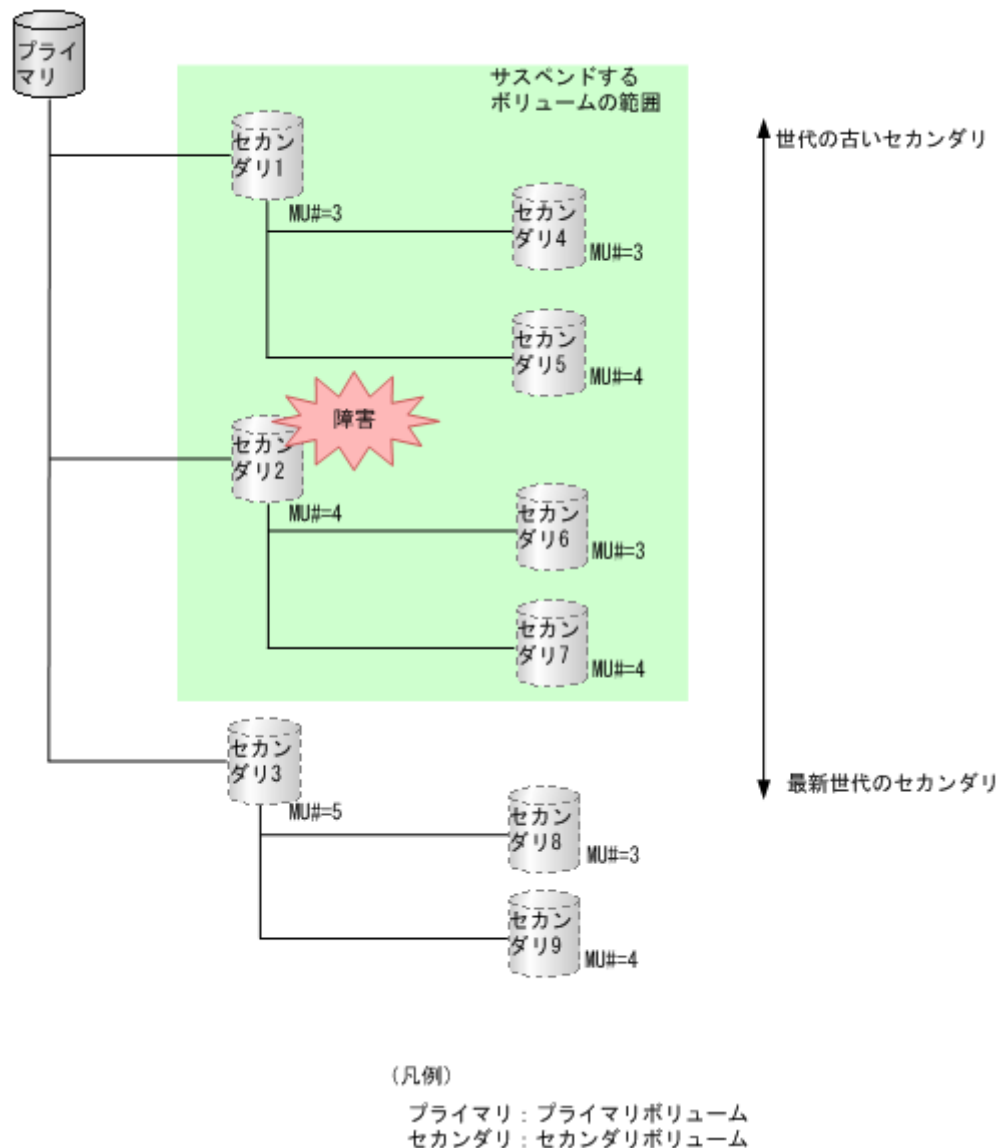 プライ
マリ
サスペンドする
ボリュームの範囲
世代の古いセカンダリ
セカン
ダリ1
MU#=3
セカン
ダリ4
MU#=3
セカン
ダリ5
MU#=4
障害
セカン
ダリ2
MU#=4
セカン
ダリ6
MU#=3
セカン
ダリ7
MU#=4
セカン
ダリ3
MU#=5
最新世代のセカンダリ
セカン
ダリ8
MU#=3
セカン
ダリ9
MU#=4
(凡例)
プライマリ：プライマリボリューム
セカンダリ：セカンダリボリューム